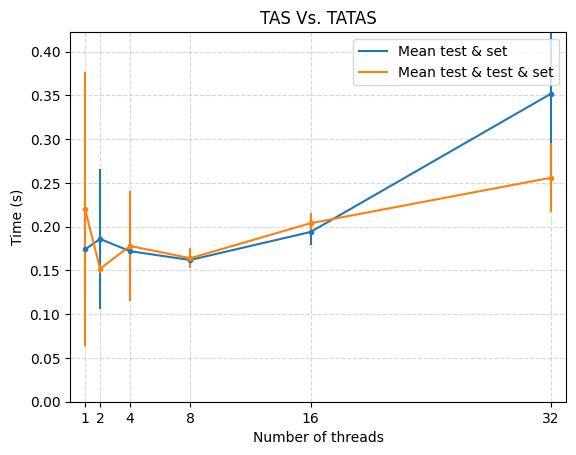 TAS Vs. TATAS
Mean test & set
Mean test & test & set
Time (s)
0.40
0.35
0.30
0.25
0.20
0.15
0.10
0.05
0.00
1 2 4 8 16 32
Number of threads